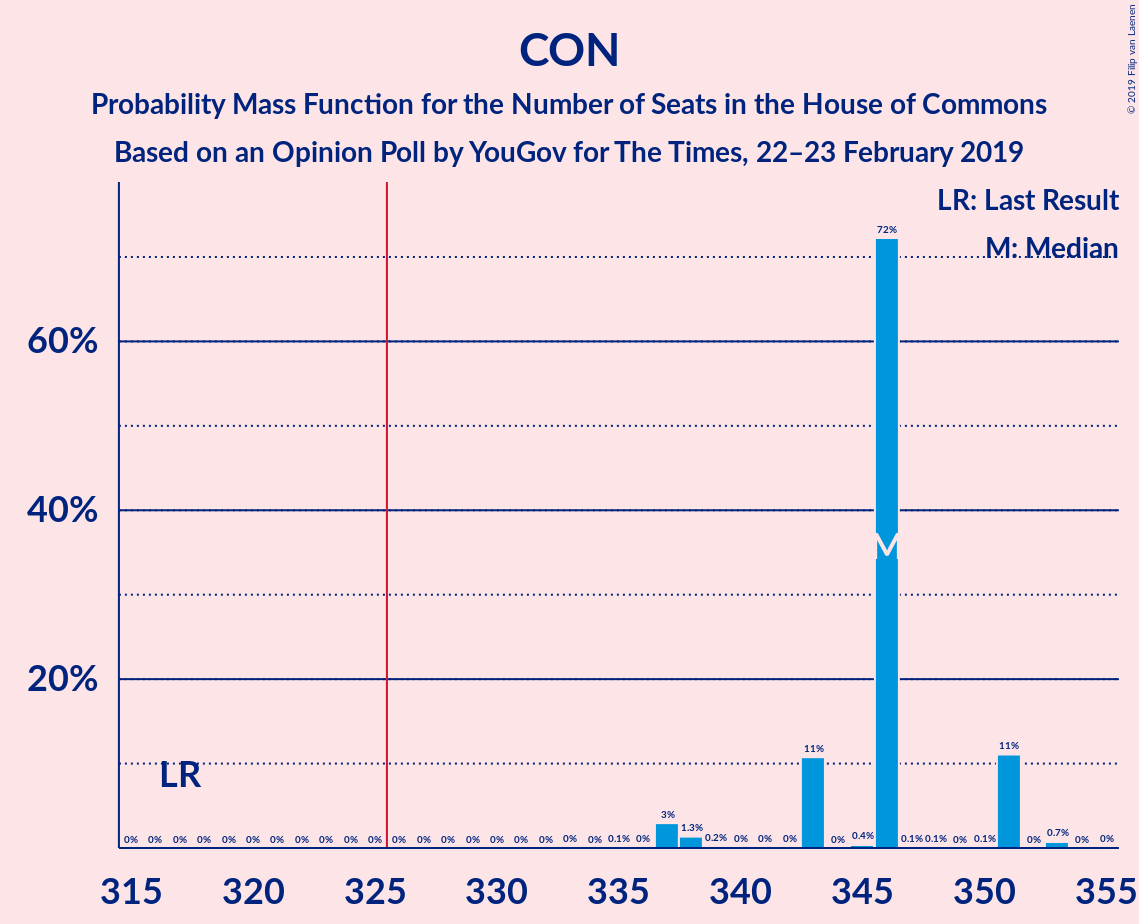 © 2019 Filip van Laenen
CON
Probability Mass Function for the Number of Seats in the House of Commons
Based on an Opinion Poll by YouGov for The Times, 22–23 February 2019
LR: Last Result
M: Median
72%
60%
40%
M
20%
LR
11% 11%
3% 1.3%
0% 0% 0% 0% 0% 0% 0% 0% 0% 0% 0% 0% 0% 0% 0% 0% 0% 0% 0% 0% 0.1% 0% 0.2% 0% 0% 0% 0% 0.4% 0.1% 0.1% 0% 0.1% 0% 0.7% 0% 0%
315 320 325 330 335 340 345 350 355